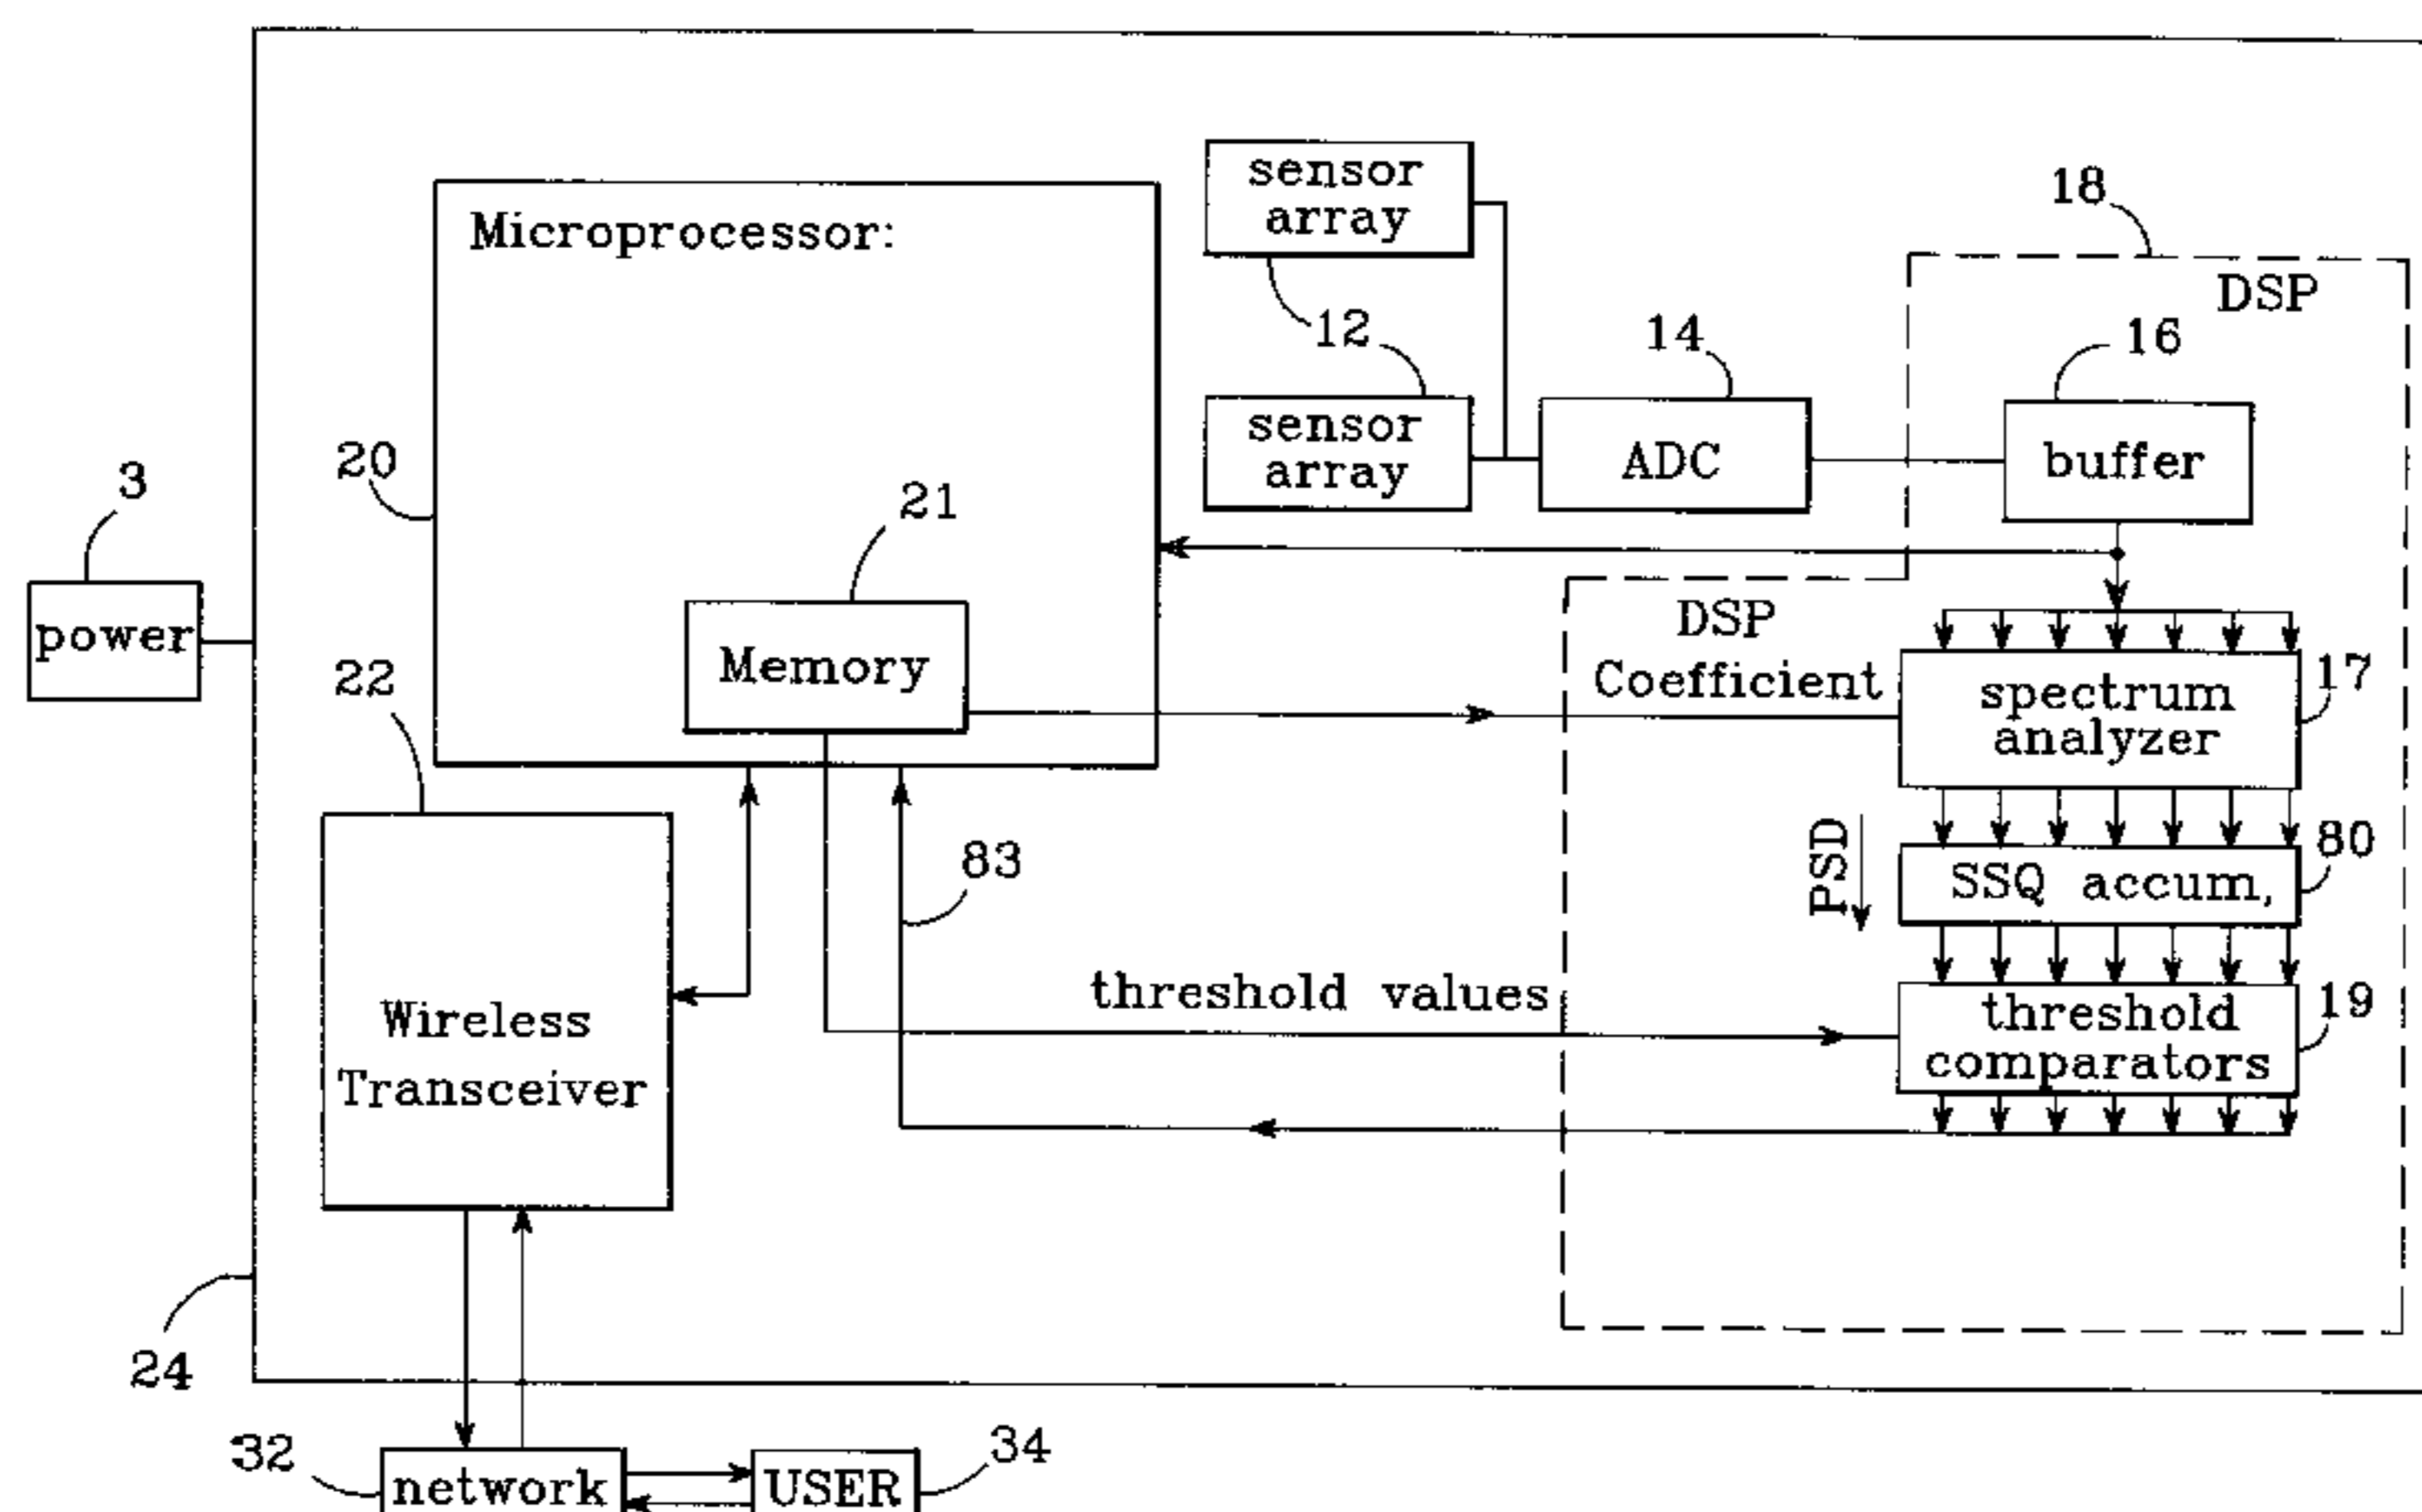 sensor
array
18
Microprocessor:
DSP
12
14
16
sensor
array
ADC
buffer
20
3
21
power
DSP
Memory
Coefficient
22
spectrum
analyzer
17
PSD
83
SSQ accum,
80
threshold values
Wireless
Transceiver
threshold
comparators
19
24
32
network
USER
34